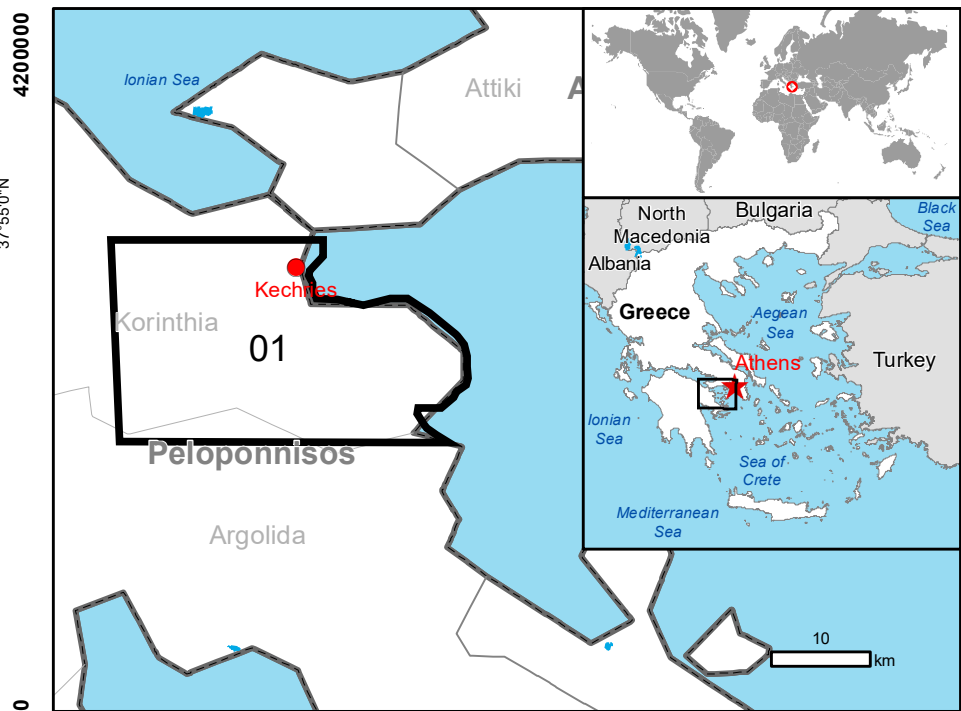 4200000
37°55'0"N
0
Ionian Sea
Attiki
A
Kechries
Korinthia
01
Peloponnisos
Argolida
10
km
North
Macedonia
Bulgaria
Black
Sea
Albania
Greece
Aegean
Sea
Athens
Turkey
Ionian
Sea
Sea of
Crete
Mediterranean
Sea